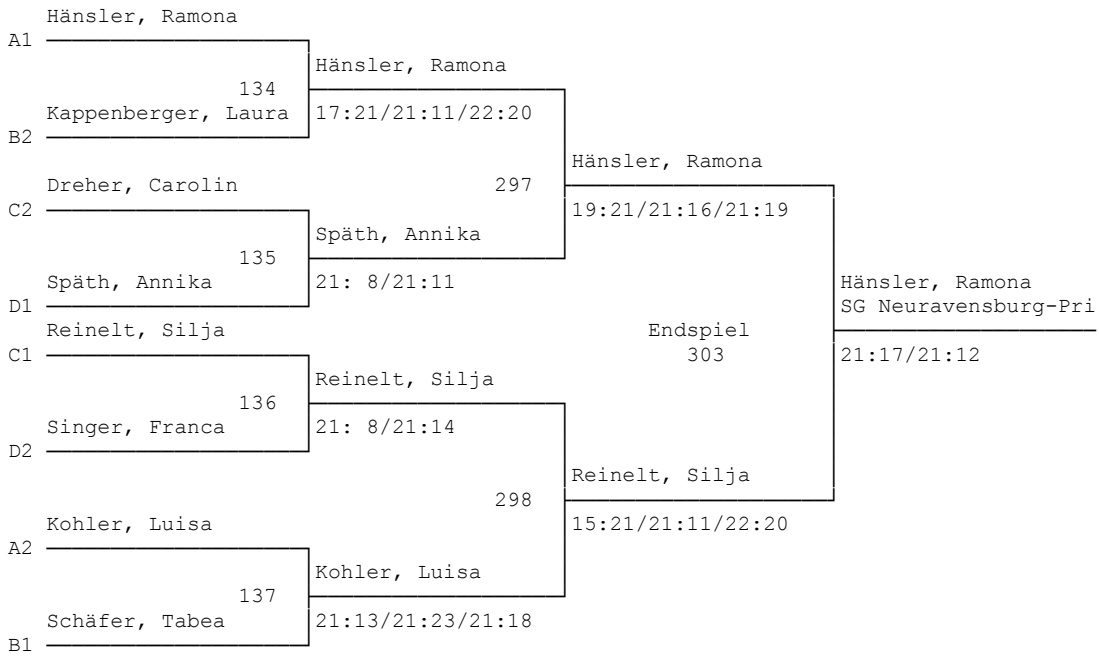 Hänsler, Ramona
A1
Hänsler, Ramona
134
Kappenberger, Laura 17:21/21:11/22:20
B2
Hänsler, Ramona
Dreher, Carolin 297
C2 19:21/21:16/21:19
Späth, Annika
135
Späth, Annika 21: 8/21:11 Hänsler, Ramona
D1 SG Neuravensburg-Pri
Reinelt, Silja Endspiel
C1 303 21:17/21:12
Reinelt, Silja
136
Singer, Franca 21: 8/21:14
D2
Reinelt, Silja
298
Kohler, Luisa 15:21/21:11/22:20
A2
Kohler, Luisa
137
Schäfer, Tabea 21:13/21:23/21:18
B1